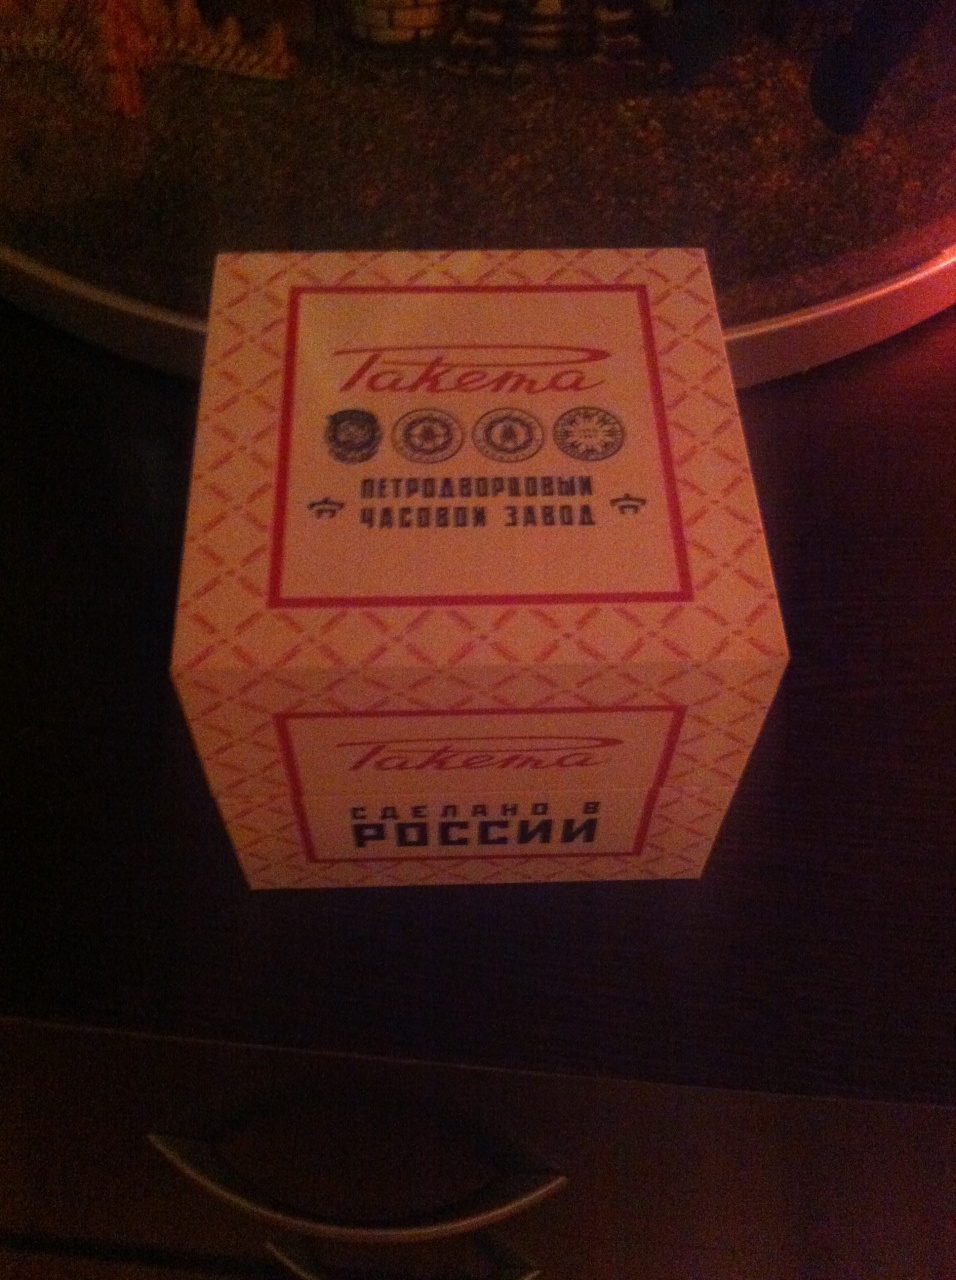 Ракета
ПЕТРОДВОРЦОВЫЙ
ЧАСОВОЙ ЗАВОД
Ракета
СДЕЛАНО В
РОССИИ